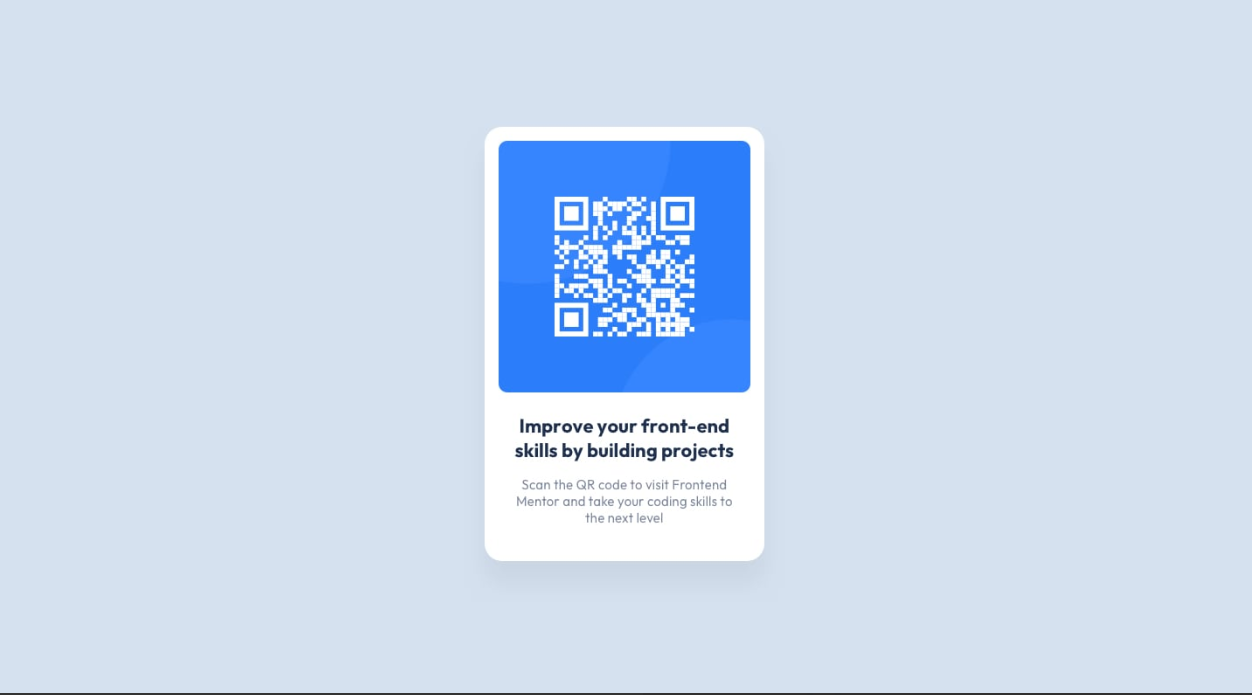 Improve your front-end
skills by building projects
Scan the QR code to visit Frontend
Mentor and take your coding skills to
the next level